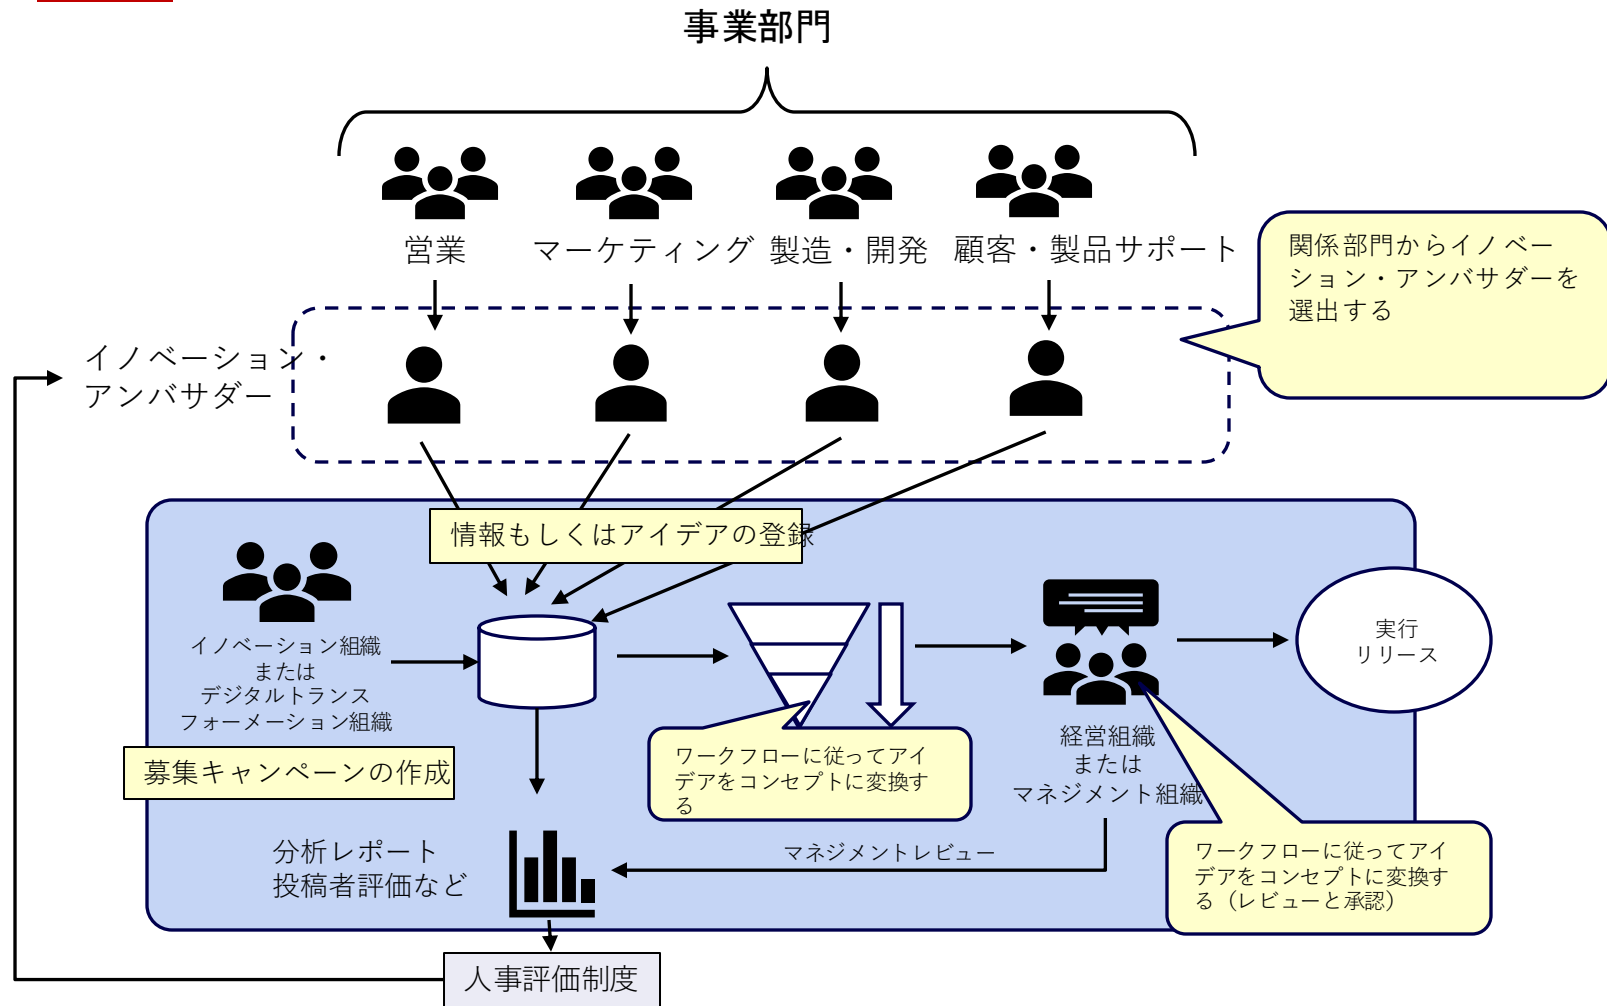 事業部門
営業
マーケティング
製造・開発
顧客・製品サポート
関係部門からイノベー
ション・アンバサダーを
選出する
イノベーション・
アンバサダー
情報もしくはアイデアの登録
イノベーション組織
または
デジタルトランス
フォーメーション組織
募集キャンペーンの作成
ワークフローに従ってアイ
デアをコンセプトに変換す
る
経営組織
または
マネジメント組織
実行
リリース
ワークフローに従ってアイ
デアをコンセプトに変換す
る（レビューと承認）
マネジメントレビュー
分析レポート
投稿者評価など
人事評価制度